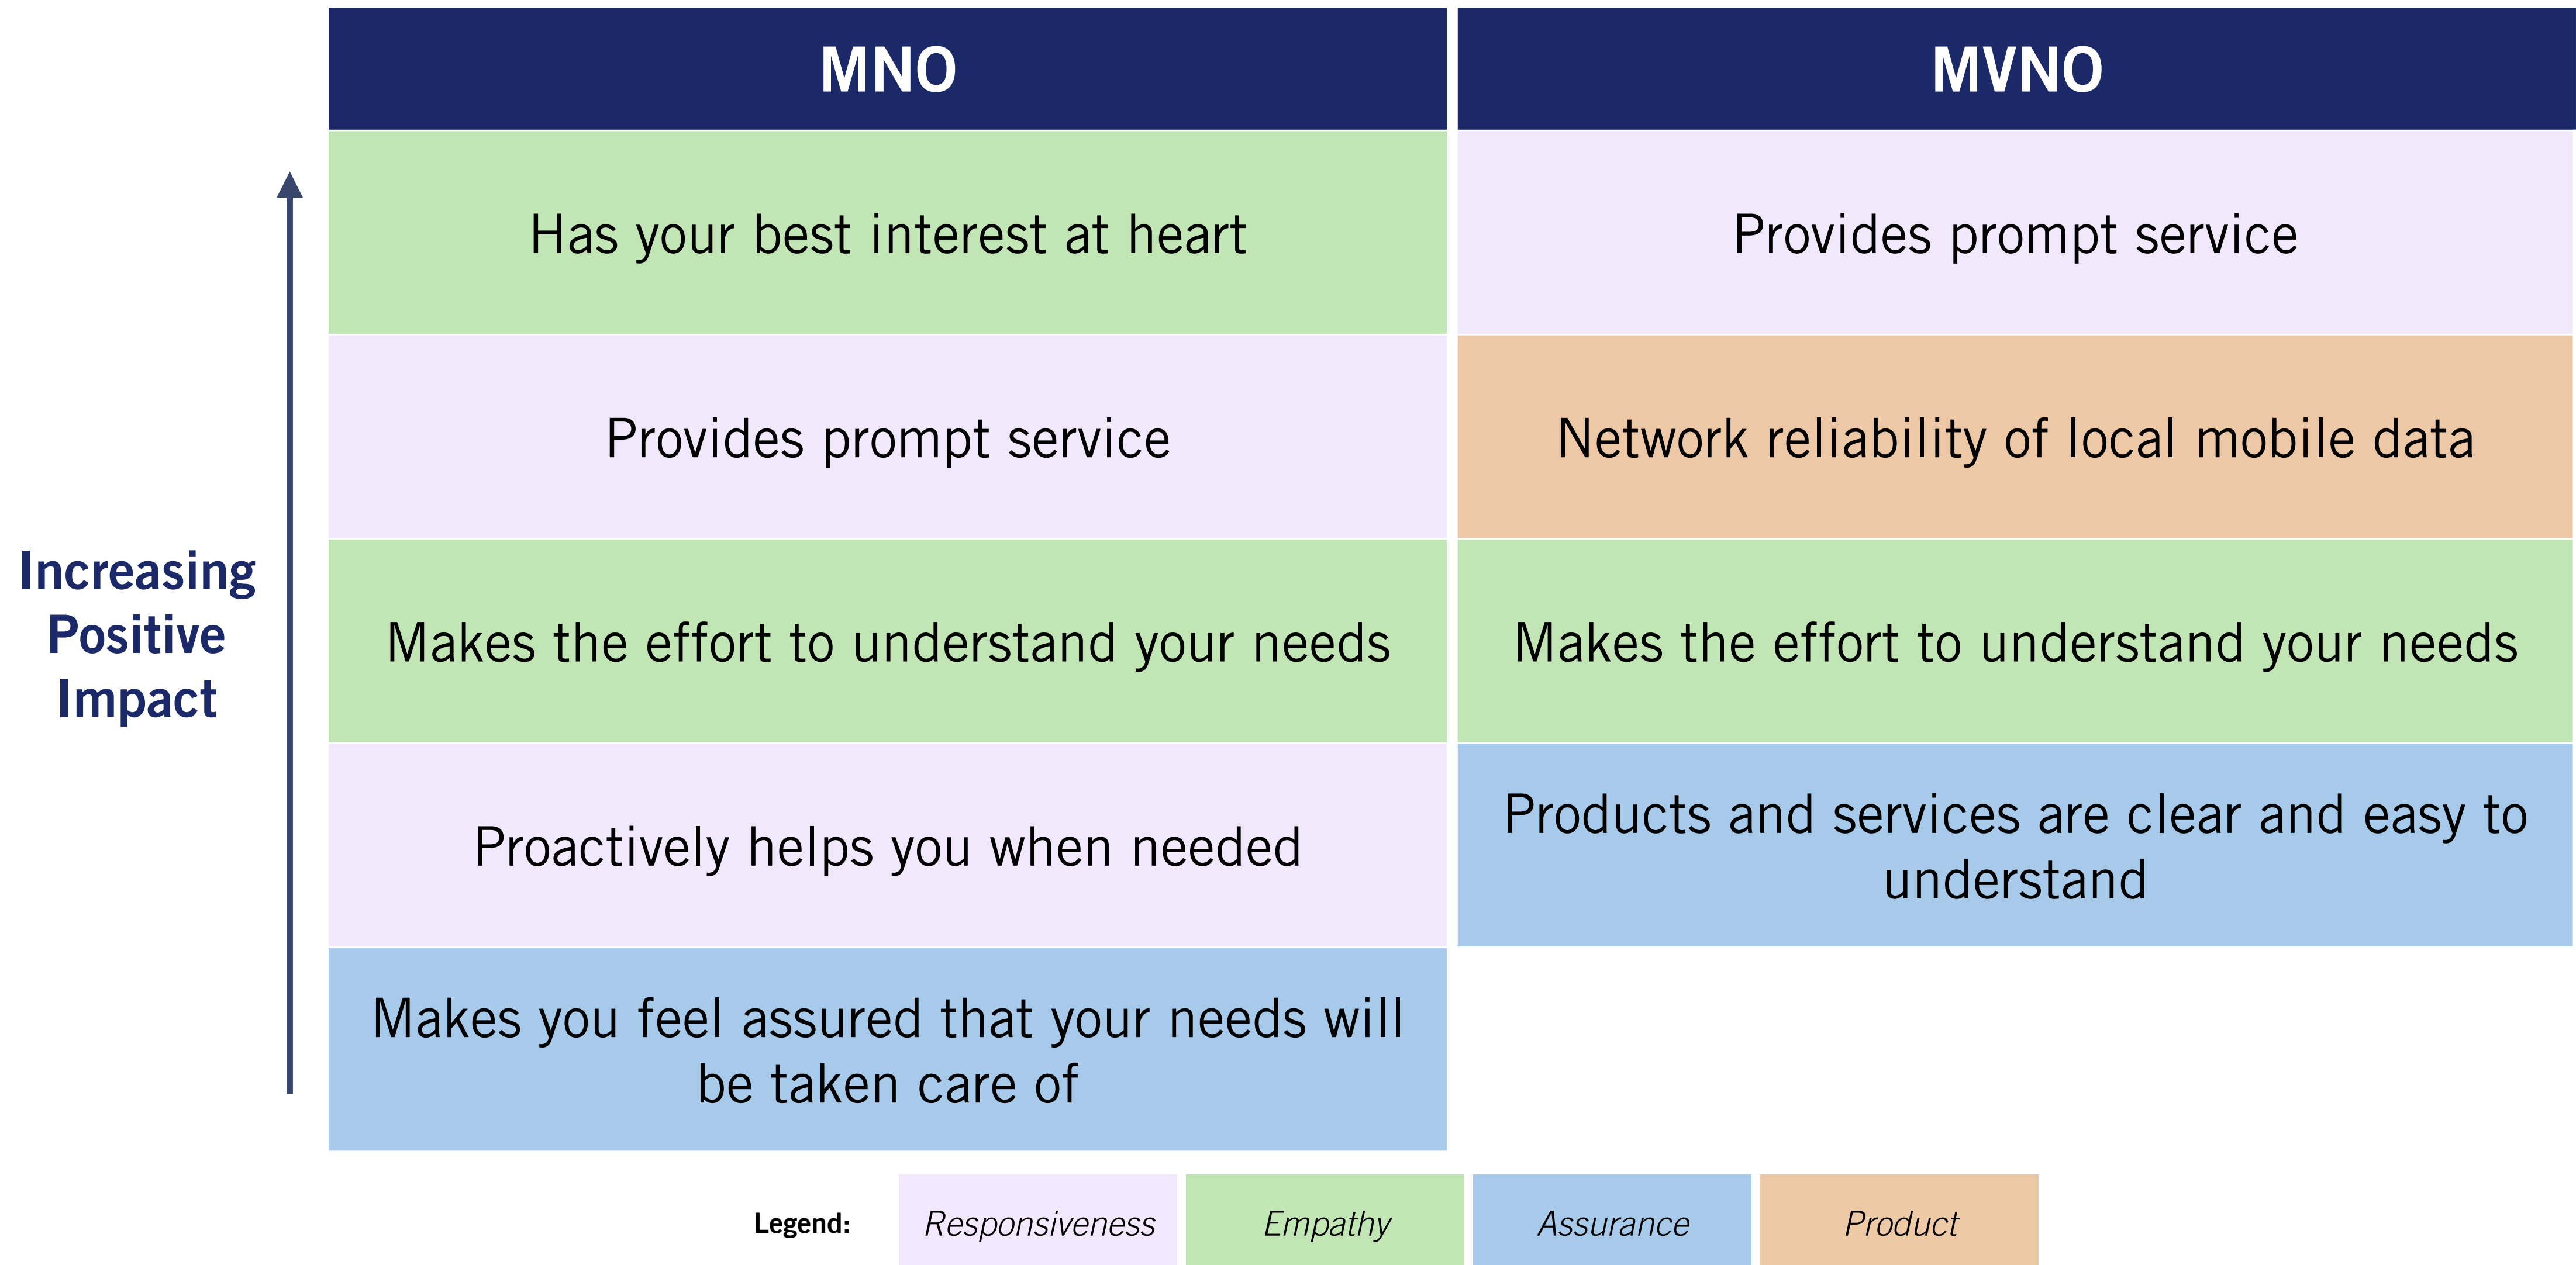 MNO
MVNO
Has your best interest at heart
Provides prompt service
Provides prompt service
Network reliability of local mobile data
Increasing
Positive
Impact
Makes the effort to understand your needs
Makes the effort to understand your needs
Proactively helps you when needed
Products and services are clear and easy to
understand
Makes you feel assured that your needs will
be taken care of
Legend:
Responsiveness
Empathy
Assurance
Product